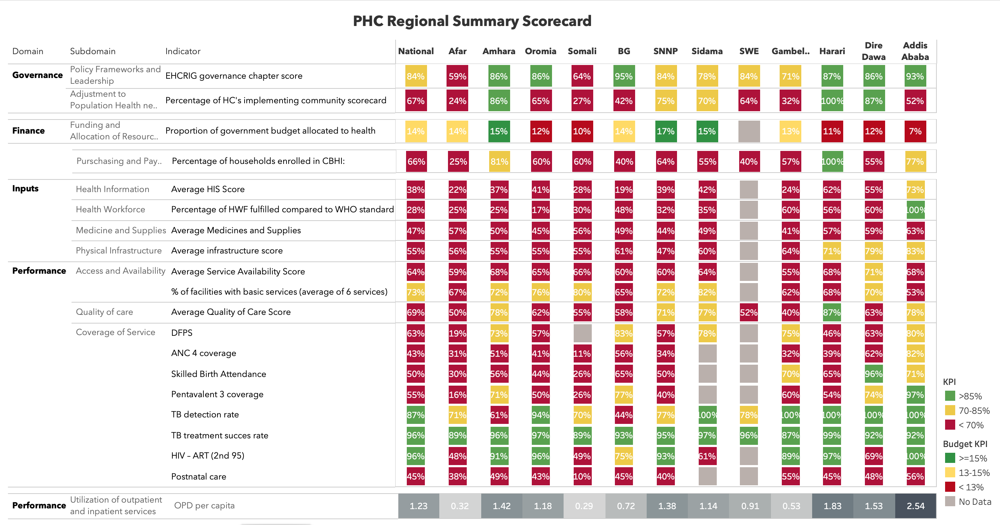 PHC Regional Summary Scorecard
Domain Subdomain Indicator National Afar Amhara Oromia Somali BG SNNP Sidama SWE Gambel.. Harari Dire Dawa Addis Ababa
Governance Policy Frameworks and Leadership EHCRIG governance chapter score 84% 59% 86% 86% 64% 95% 84% 78% 84% 71% 87% 86% 93%
Adjustment to Population Health ne.. Percentage of HC's implementing community scorecard 67% 24% 86% 65% 27% 42% 75% 70% 64% 32% 100% 87% 52%
Finance Funding and Allocation of Resourc.. Proportion of government budget allocated to health 14% 14% 15% 12% 10% 14% 17% 15% 13% 11% 12% 7%
Purschasing and Pay.. Percentage of households enrolled in CBHI: 66% 25% 81% 60% 60% 40% 64% 55% 40% 57% 100% 55% 77%
Inputs Health Information Average HIS Score 38% 22% 37% 41% 28% 19% 39% 42% 24% 62% 55% 73%
Health Workforce Percentage of HWF fulfilled compared to WHO standard 28% 25% 25% 17% 30% 48% 32% 35% 60% 56% 60% 100%
Medicine and Supplies Average Medicines and Supplies 47% 57% 50% 45% 56% 49% 44% 49% 41% 57% 59% 63%
Physical Infrastructure Average infrastructure score 55% 56% 55% 55% 55% 61% 47% 60% 64% 71% 79% 83%
Performance Access and Availability Average Service Availability Score 64% 59% 68% 65% 66% 60% 60% 64% 55% 68% 71% 68%
% of facilities with basic services (average of 6 services) 73% 67% 72% 76% 80% 65% 72% 82% 62% 68% 70% 53%
Quality of care Average Quality of Care Score 69% 50% 78% 62% 55% 58% 71% 77% 52% 40% 87% 63% 78%
Coverage of Service DFPS 63% 19% 73% 57% 83% 57% 78% 75% 46% 63% 80%
ANC 4 coverage 43% 31% 51% 41% 11% 56% 34% 32% 39% 62% 82%
Skilled Birth Attendance 50% 30% 56% 44% 26% 65% 50% 70% 65% 96% 71%
Pentavalent 3 coverage 55% 16% 71% 50% 26% 77% 40% 60% 54% 74% 97%
TB detection rate 87% 71% 61% 94% 70% 44% 77% 100% 78% 100% 100% 100% 100%
TB treatment succes rate 96% 89% 96% 97% 89% 93% 95% 97% 96% 87% 99% 92% 92%
HIV – ART (2nd 95) 96% 48% 91% 96% 49% 75% 93% 61% 89% 97% 69% 100%
Postnatal care 45% 38% 49% 43% 10% 45% 40% 55% 45% 48% 56%
Performance Utilization of outpatient and inpatient services OPD per capita 1.23 0.32 1.42 1.18 0.29 0.72 1.38 1.14 0.91 0.53 1.83 1.53 2.54
KPI
>85%
70-85%
< 70%
Budget KPI
>=15%
13-15%
< 13%
No Data